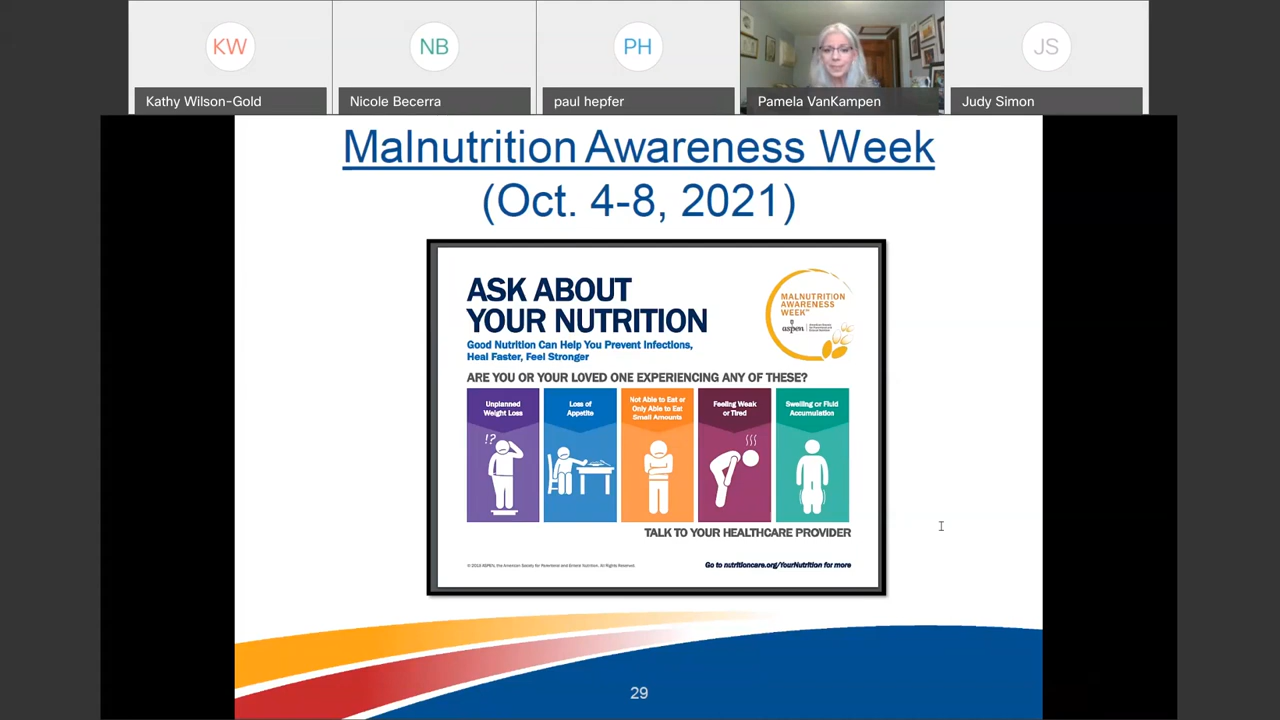 KW
NB
PH
JS
Kathy Wilson-Gold
Nicole Becerra
paul hepfer
Pamela VanKampen
Judy Simon
Malnutrition Awareness Week
(Oct. 4-8, 2021)
ASK ABOUT
YOUR NUTRITION
Good Nutrition Can Help You Prevent Infections,
Heal Faster, Feel Stronger
MALNUTRITION
AWARENESS
WEEK™
aspen
ARE YOU OR YOUR LOVED ONE EXPERIENCING ANY OF THESE?
Unplanned
Weight Loss
Loss of
Appetite
Not Able to Eat or
Only Able to Eat
Small Amounts
Feeling Weak
or Tired
Swelling or Fluid
Accumulation
!?
TALK TO YOUR HEALTHCARE PROVIDER
ASPEN, the American Society for Parenteral and Enteral Nutrition. All Rights Reserved.
Go to nutritioncare.org/YourNutrition for more
29